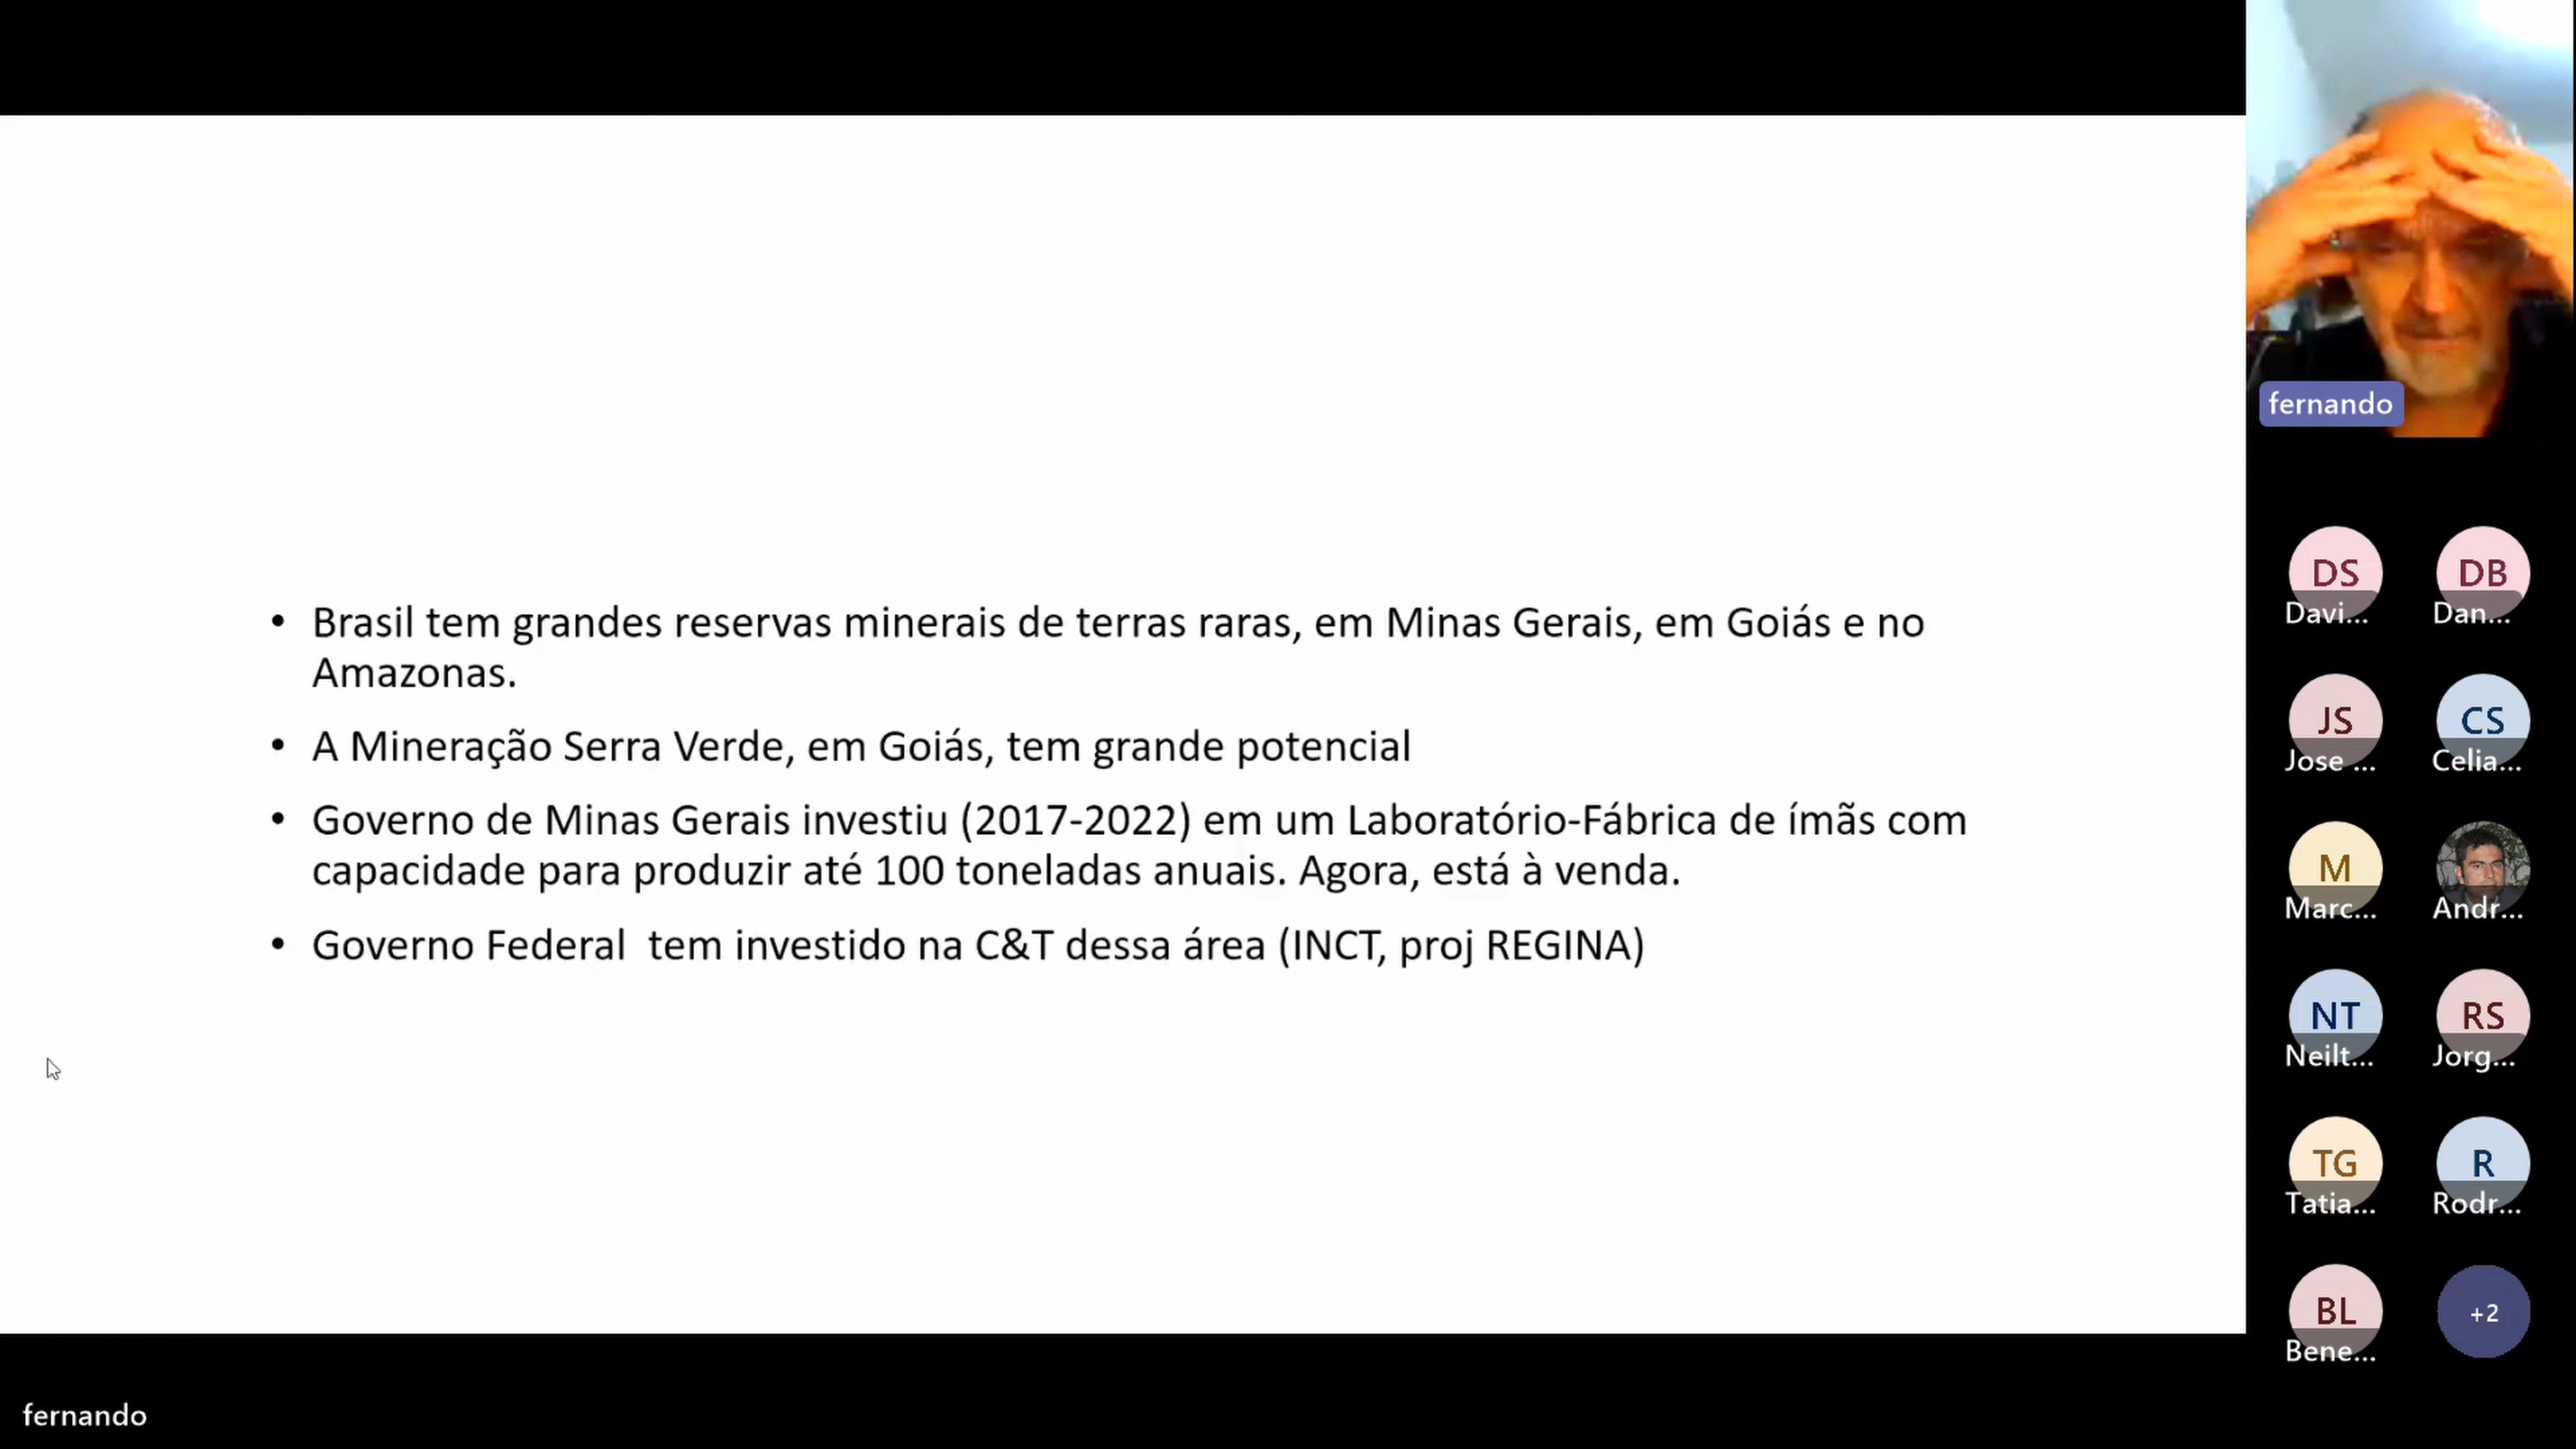 • Brasil tem grandes reservas minerais de terras raras, em Minas Gerais, em Goiás e no
Amazonas.
• A Mineração Serra Verde, em Goiás, tem grande potencial
• Governo de Minas Gerais investiu (2017-2022) em um Laboratório-Fábrica de ímãs com
capacidade para produzir até 100 toneladas anuais. Agora, está à venda.
• Governo Federal  tem investido na C&T dessa área (INCT, proj REGINA)
fernando
fernando
DS DB
Davi... Dan...
JS CS
Jose ... Celia...
M
Marc... Andr...
NT RS
Neilt... Jorg...
TG R
Tatia... Rodr...
BL +2
Bene...